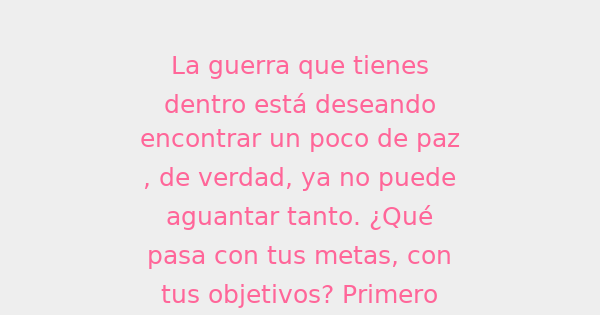 La guerra que tienes
dentro está deseando
encontrar un poco de paz
, de verdad, ya no puede
aguantar tanto. ¿Qué
pasa con tus metas, con
tus objetivos? Primero